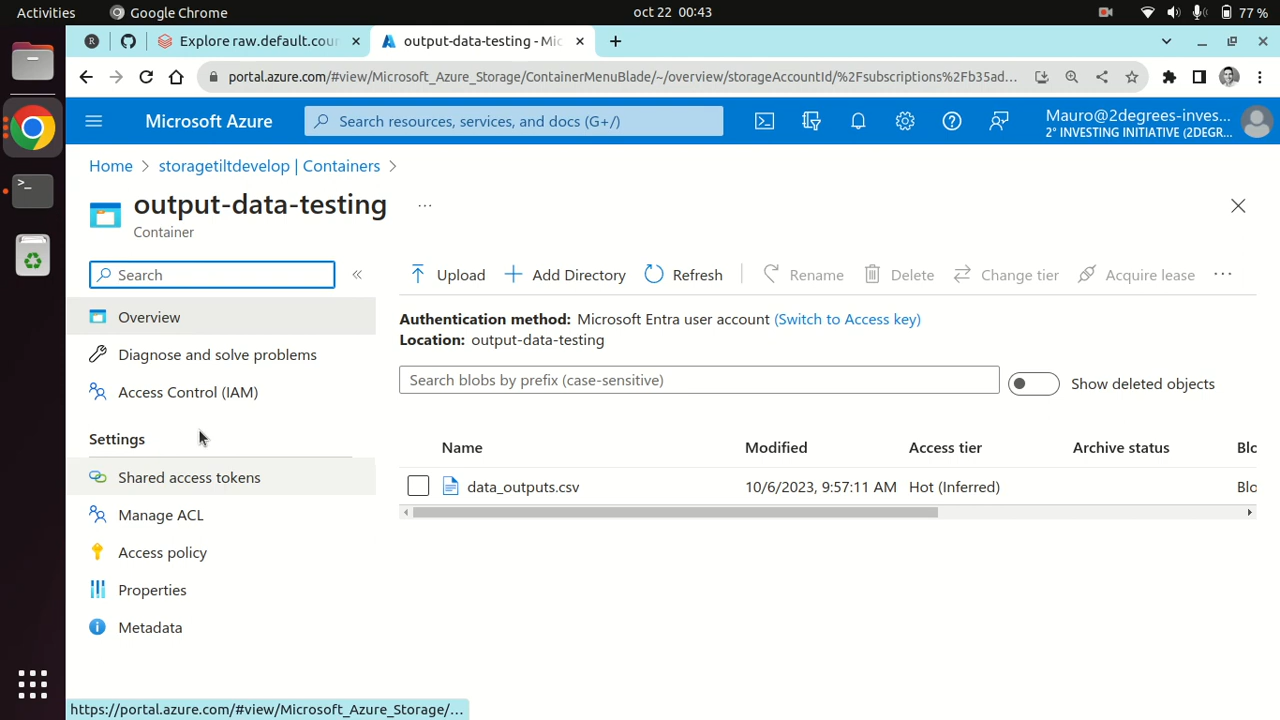 Activities
Google Chrome
oct 22 00:43
77 %
Explore raw.default.cour
output-data-testing - Mic
portal.azure.com/#view/Microsoft_Azure_Storage/ContainerMenuBlade/~/overview/storageAccountId/%2Fsubscriptions%2Fb35ad...
Microsoft Azure
Search resources, services, and docs (G+/)
Mauro@2degrees-inves...
2° INVESTING INITIATIVE (2DEGR...
Home > storagetiltdevelop | Containers >
output-data-testing ...
Container
Search
Upload
Add Directory
Refresh
Rename
Delete
Change tier
Acquire lease
Overview
Diagnose and solve problems
Access Control (IAM)
Settings
Shared access tokens
Manage ACL
Access policy
Properties
Metadata
Authentication method: Microsoft Entra user account (Switch to Access key)
Location: output-data-testing
Search blobs by prefix (case-sensitive)
Show deleted objects
Name Modified Access tier Archive status Blc
data_outputs.csv 10/6/2023, 9:57:11 AM Hot (Inferred) Blo
https://portal.azure.com/#view/Microsoft_Azure_Storage/...